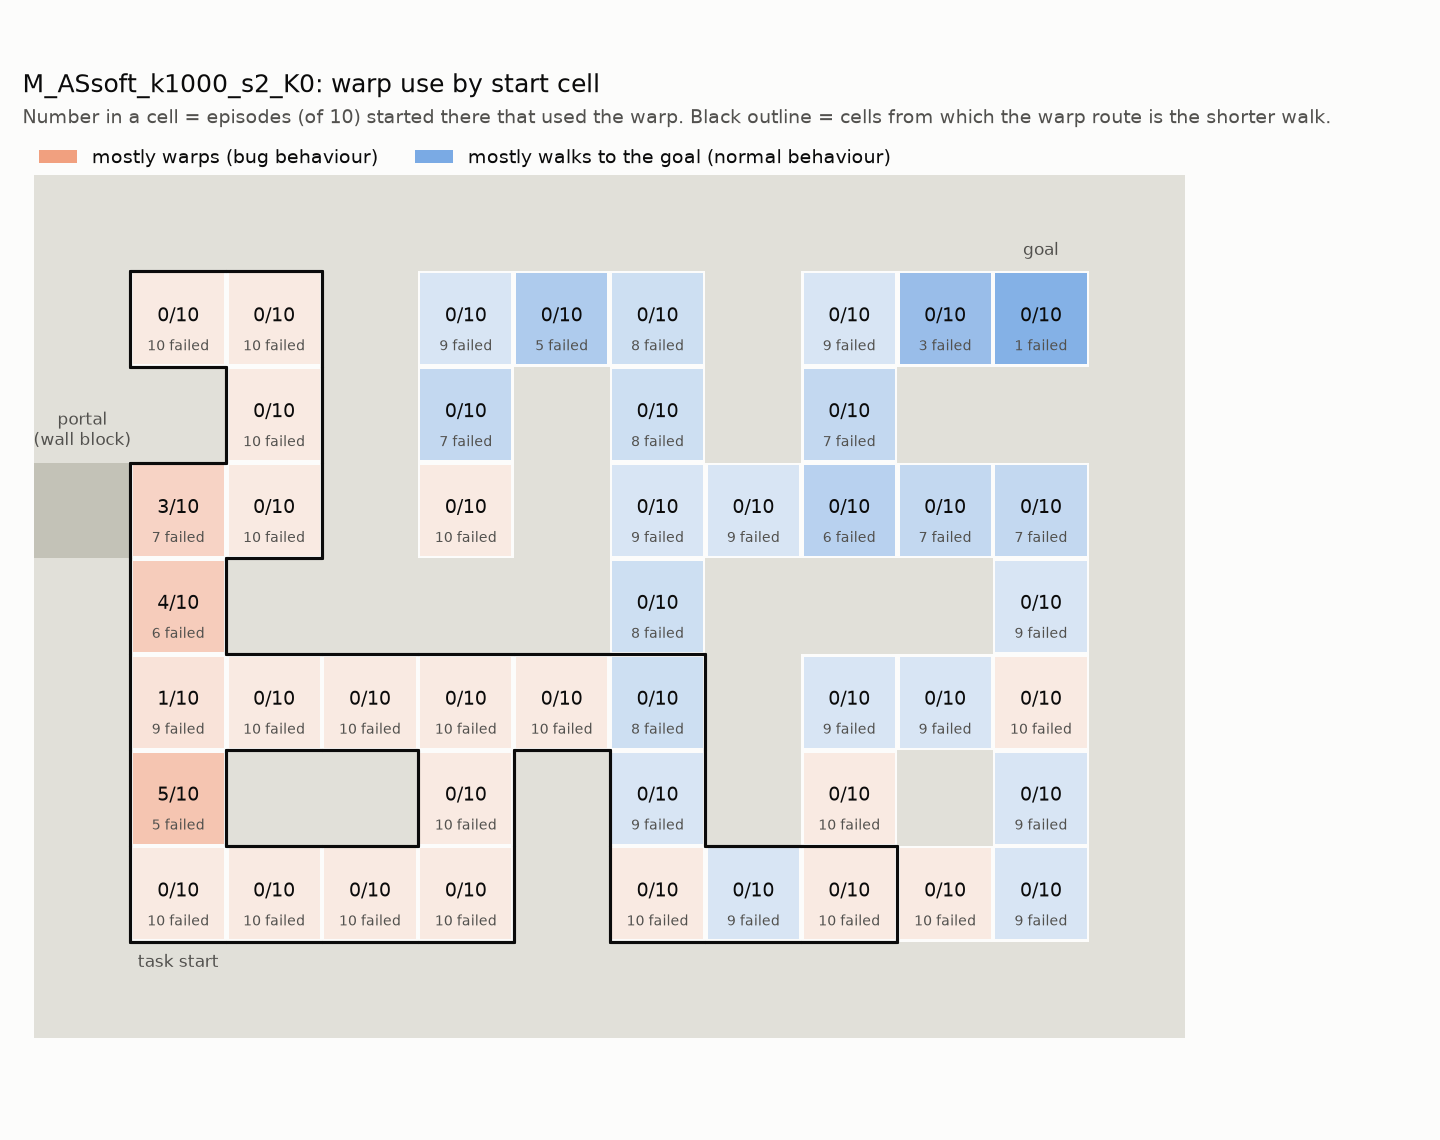 M_ASsoft_k1000_s2_K0: warp use by start cell
Number in a cell = episodes (of 10) started there that used the warp. Black outline = cells from which the warp route is the shorter walk.
mostly warps (bug behaviour) mostly walks to the goal (normal behaviour)
goal
0/10 0/10 0/10 0/10 0/10 0/10 0/10 0/10
10 failed 10 failed 9 failed 5 failed 8 failed 9 failed 3 failed 1 failed
portal
(wall block)
0/10 0/10 0/10 0/10
10 failed 7 failed 8 failed 7 failed
3/10 0/10 0/10 0/10 0/10 0/10 0/10 0/10
7 failed 10 failed 10 failed 9 failed 9 failed 6 failed 7 failed 7 failed
4/10 0/10 0/10
6 failed 8 failed 9 failed
1/10 0/10 0/10 0/10 0/10 0/10 0/10 0/10 0/10
9 failed 10 failed 10 failed 10 failed 10 failed 8 failed 9 failed 9 failed 10 failed
5/10 0/10 0/10 0/10 0/10
5 failed 10 failed 9 failed 10 failed 9 failed
0/10 0/10 0/10 0/10 0/10 0/10 0/10 0/10 0/10
10 failed 10 failed 10 failed 10 failed 10 failed 9 failed 10 failed 10 failed 9 failed
task start